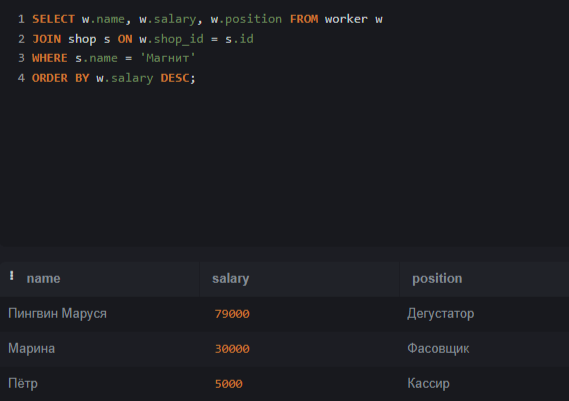 1 SELECT w.name, w.salary, w.position FROM worker w
2 JOIN shop s ON w.shop_id = s.id
3 WHERE s.name = 'Магнит'
4 ORDER BY w.salary DESC;
! name salary position
Пингвин Маруся 79000 Дегустатор
Марина 30000 Фасовщик
Пётр 5000 Кассир